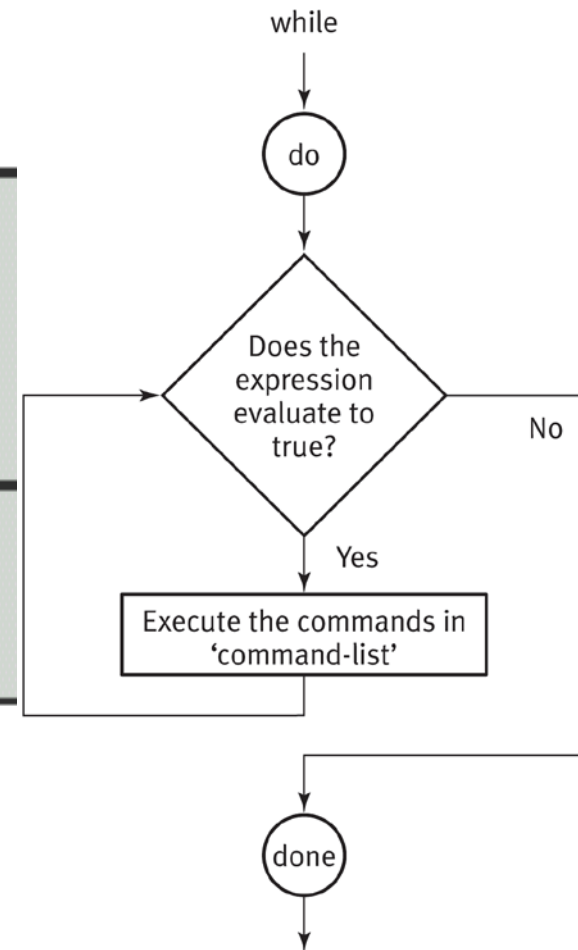 while
do
Does the
expression
evaluate to
true?
No
Yes
Execute the commands in
‘command-list’
done